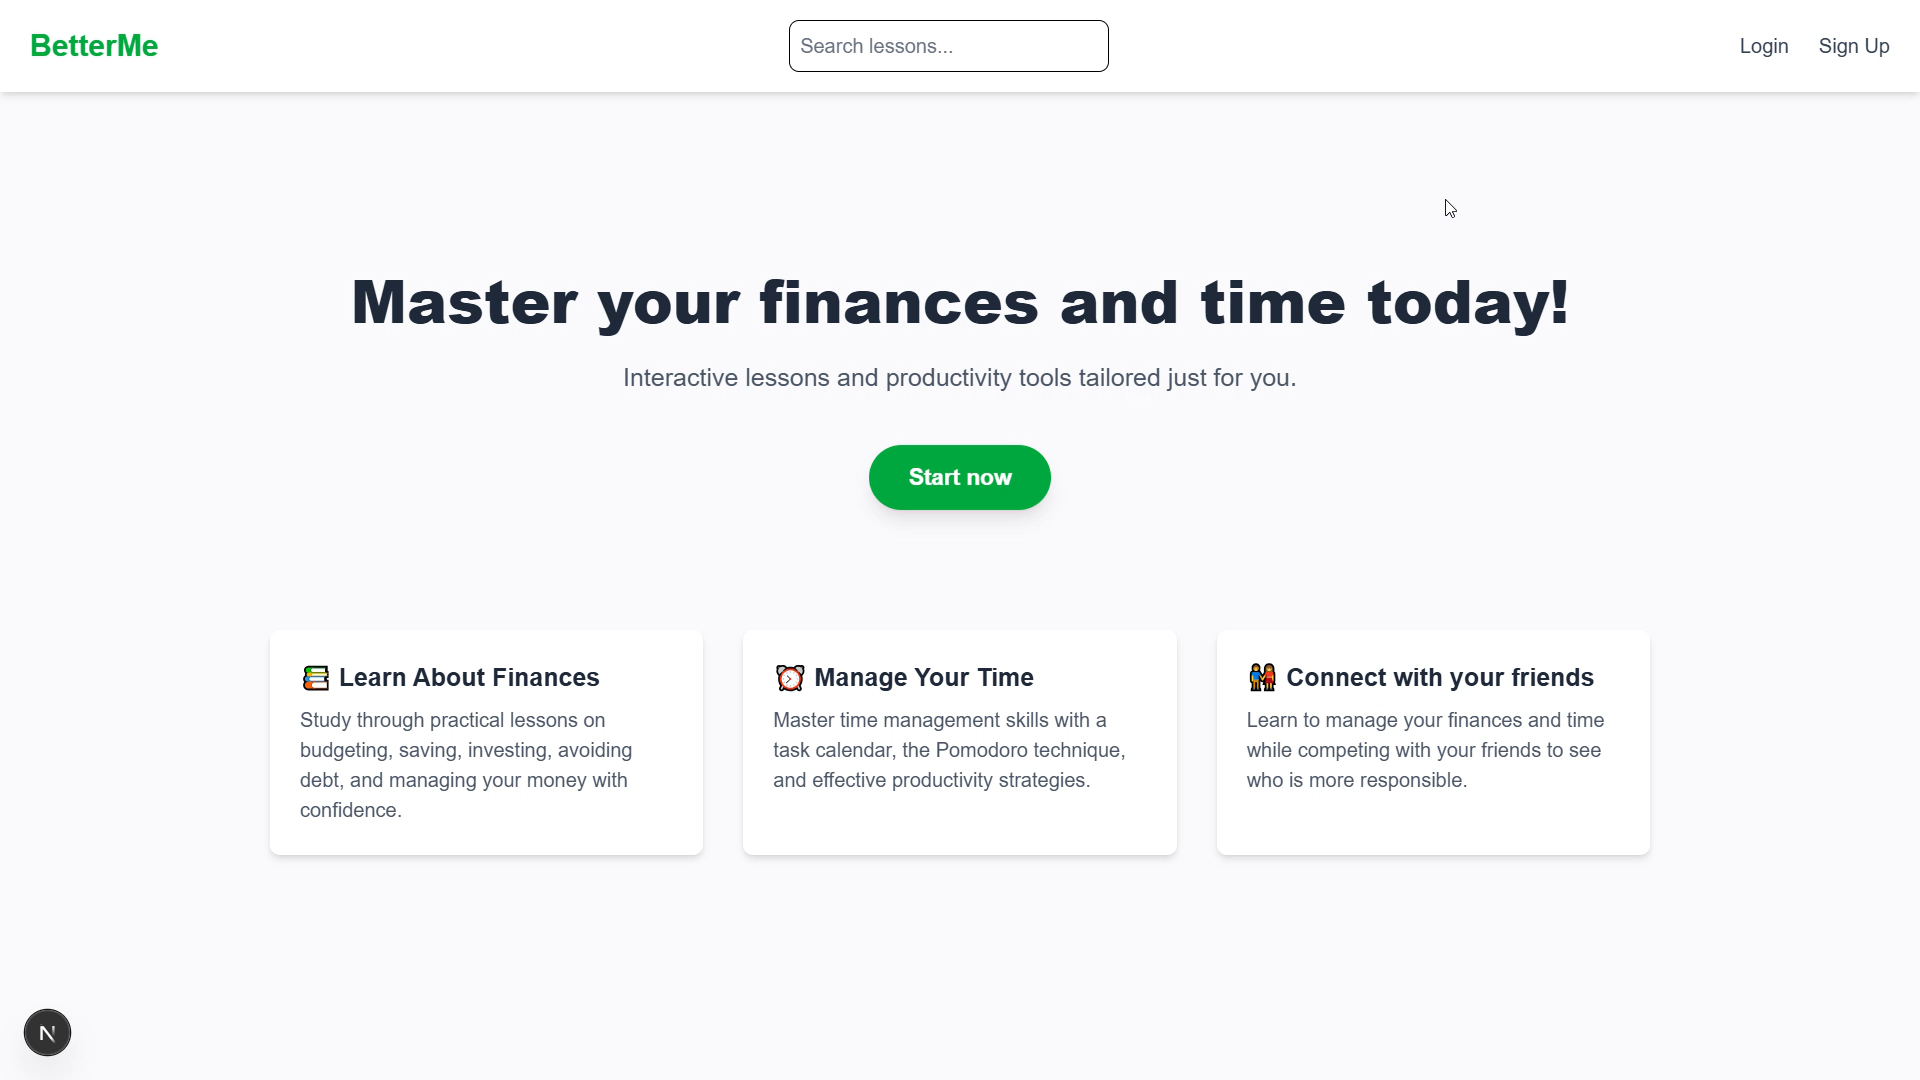 BetterMe
Search lessons...
Login
Sign Up
Master your finances and time today!
Interactive lessons and productivity tools tailored just for you.
Start now
Learn About Finances
Study through practical lessons on
budgeting, saving, investing, avoiding
debt, and managing your money with
confidence.
Manage Your Time
Master time management skills with a
task calendar, the Pomodoro technique,
and effective productivity strategies.
Connect with your friends
Learn to manage your finances and time
while competing with your friends to see
who is more responsible.
N